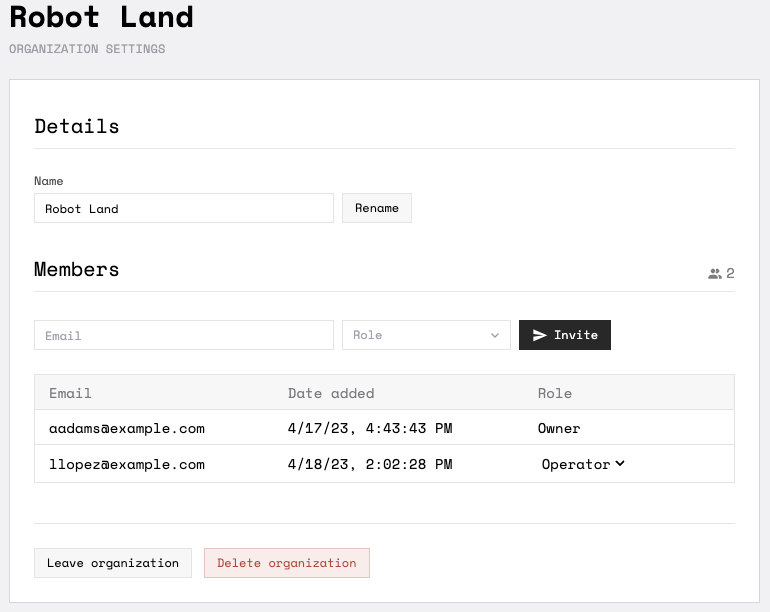 Robot Land
ORGANIZATION SETTINGS
Details
Name
Robot Land
Rename
Members
2
Email
Role
Invite
Email Date added Role
aadams@example.com 4/17/23, 4:43:43 PM Owner
llopez@example.com 4/18/23, 2:02:28 PM Operator
Leave organization
Delete organization